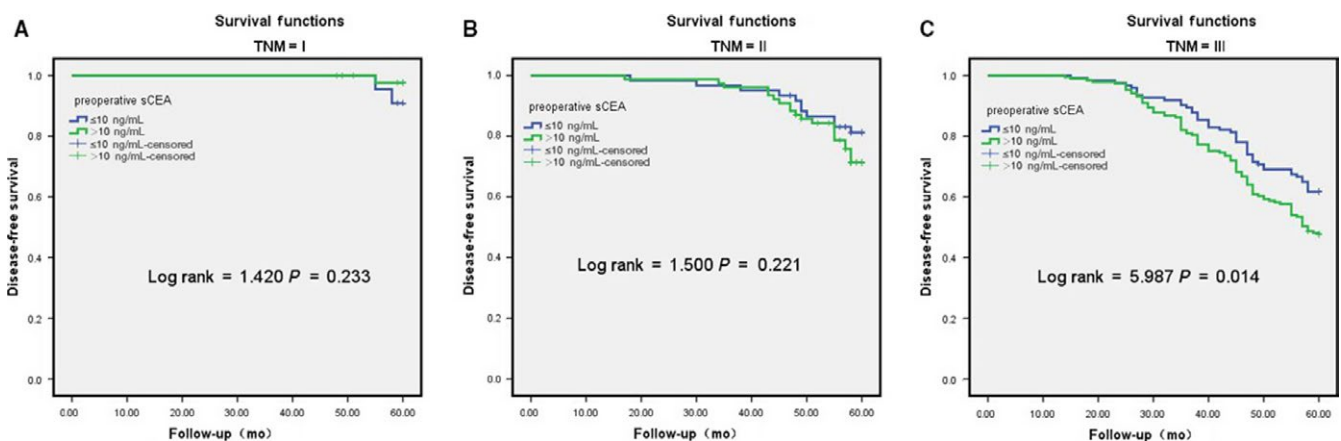 A
Survival functions
TNM = I
1.0
0.8
0.6
0.4
0.2
0.0
Disease-free survival
preoperative sCEA
≤10 ng/mL
>10 ng/mL
≤10 ng/mL-censored
>10 ng/mL-censored
Log rank = 1.420 P = 0.233
0.00 10.00 20.00 30.00 40.00 50.00 60.00
Follow-up (mo)
B
Survival functions
TNM = II
1.0
0.8
0.6
0.4
0.2
0.0
Disease-free survival
preoperative sCEA
≤10 ng/mL
>10 ng/mL
≤10 ng/mL-censored
>10 ng/mL-censored
Log rank = 1.500 P = 0.221
0.00 10.00 20.00 30.00 40.00 50.00 60.00
Follow-up (mo)
C
Survival functions
TNM = III
1.0
0.8
0.6
0.4
0.2
0.0
Disease-free survival
preoperative sCEA
≤10 ng/mL
>10 ng/mL
≤10 ng/mL-censored
>10 ng/mL-censored
Log rank = 5.987 P = 0.014
0.00 10.00 20.00 30.00 40.00 50.00 60.00
Follow-up (mo)